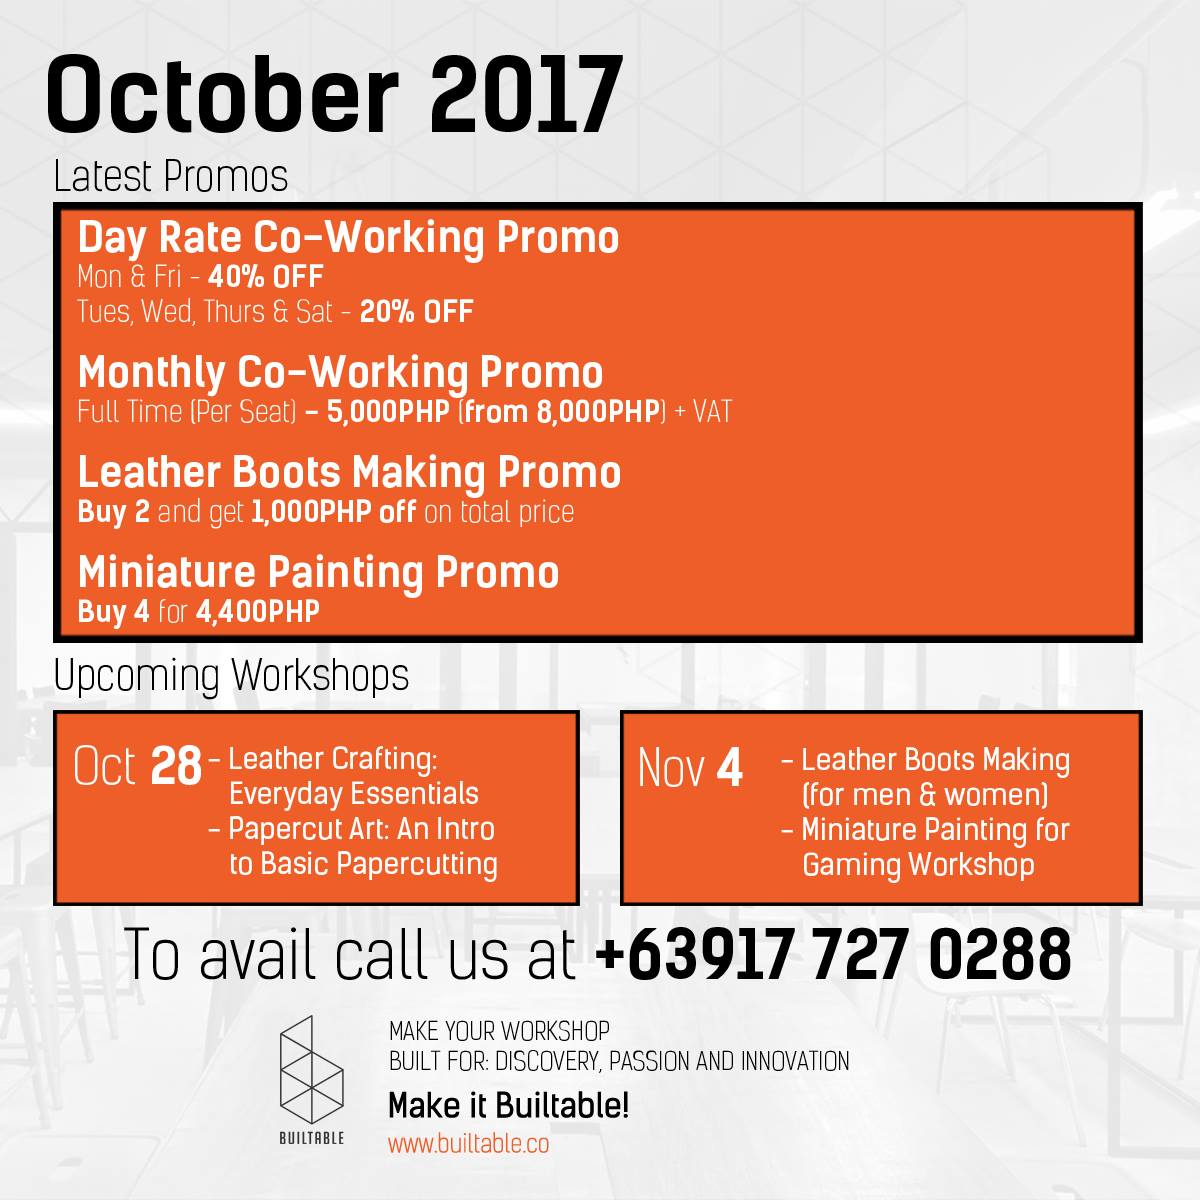 October 2017
Latest Promos
Day Rate Co-Working Promo
Mon & Fri - 40% OFF
Tues, Wed, Thurs & Sat - 20% OFF
Monthly Co-Working Promo
Full Time (Per Seat) - 5,000PHP (from 8,000PHP) + VAT
Leather Boots Making Promo
Buy 2 and get 1,000PHP off on total price
Miniature Painting Promo
Buy 4 for 4,400PHP
Upcoming Workshops
Oct 28 - Leather Crafting:
Everyday Essentials
- Papercut Art: An Intro
to Basic Papercutting
Nov 4 - Leather Boots Making
(for men & women)
- Miniature Painting for
Gaming Workshop
To avail call us at +63917 727 0288
MAKE YOUR WORKSHOP
BUILT FOR: DISCOVERY, PASSION AND INNOVATION
Make it Builtable!
www.builtable.co
BUILTABLE